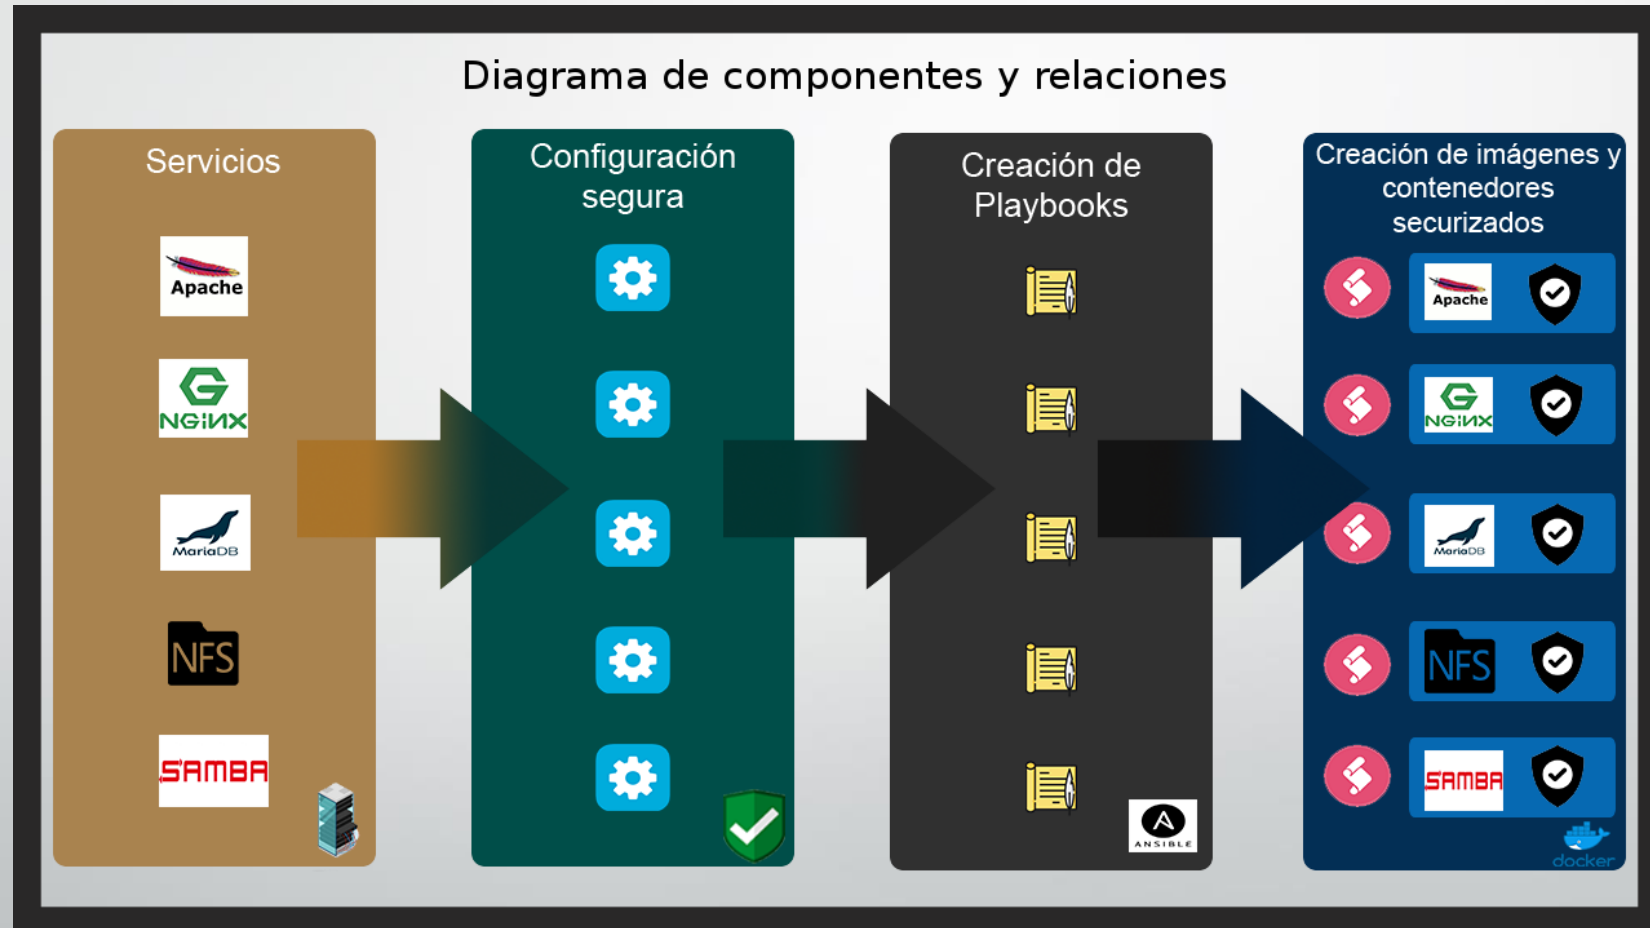 Diagrama de componentes y relaciones
Servicios
Apache
NGINX
MariaDB
NFS
SAMBA
Configuración
segura
Creación de
Playbooks
ANSIBLE
Creación de imágenes y
contenedores
securizados
Apache
NGINX
MariaDB
NFS
SAMBA
docker